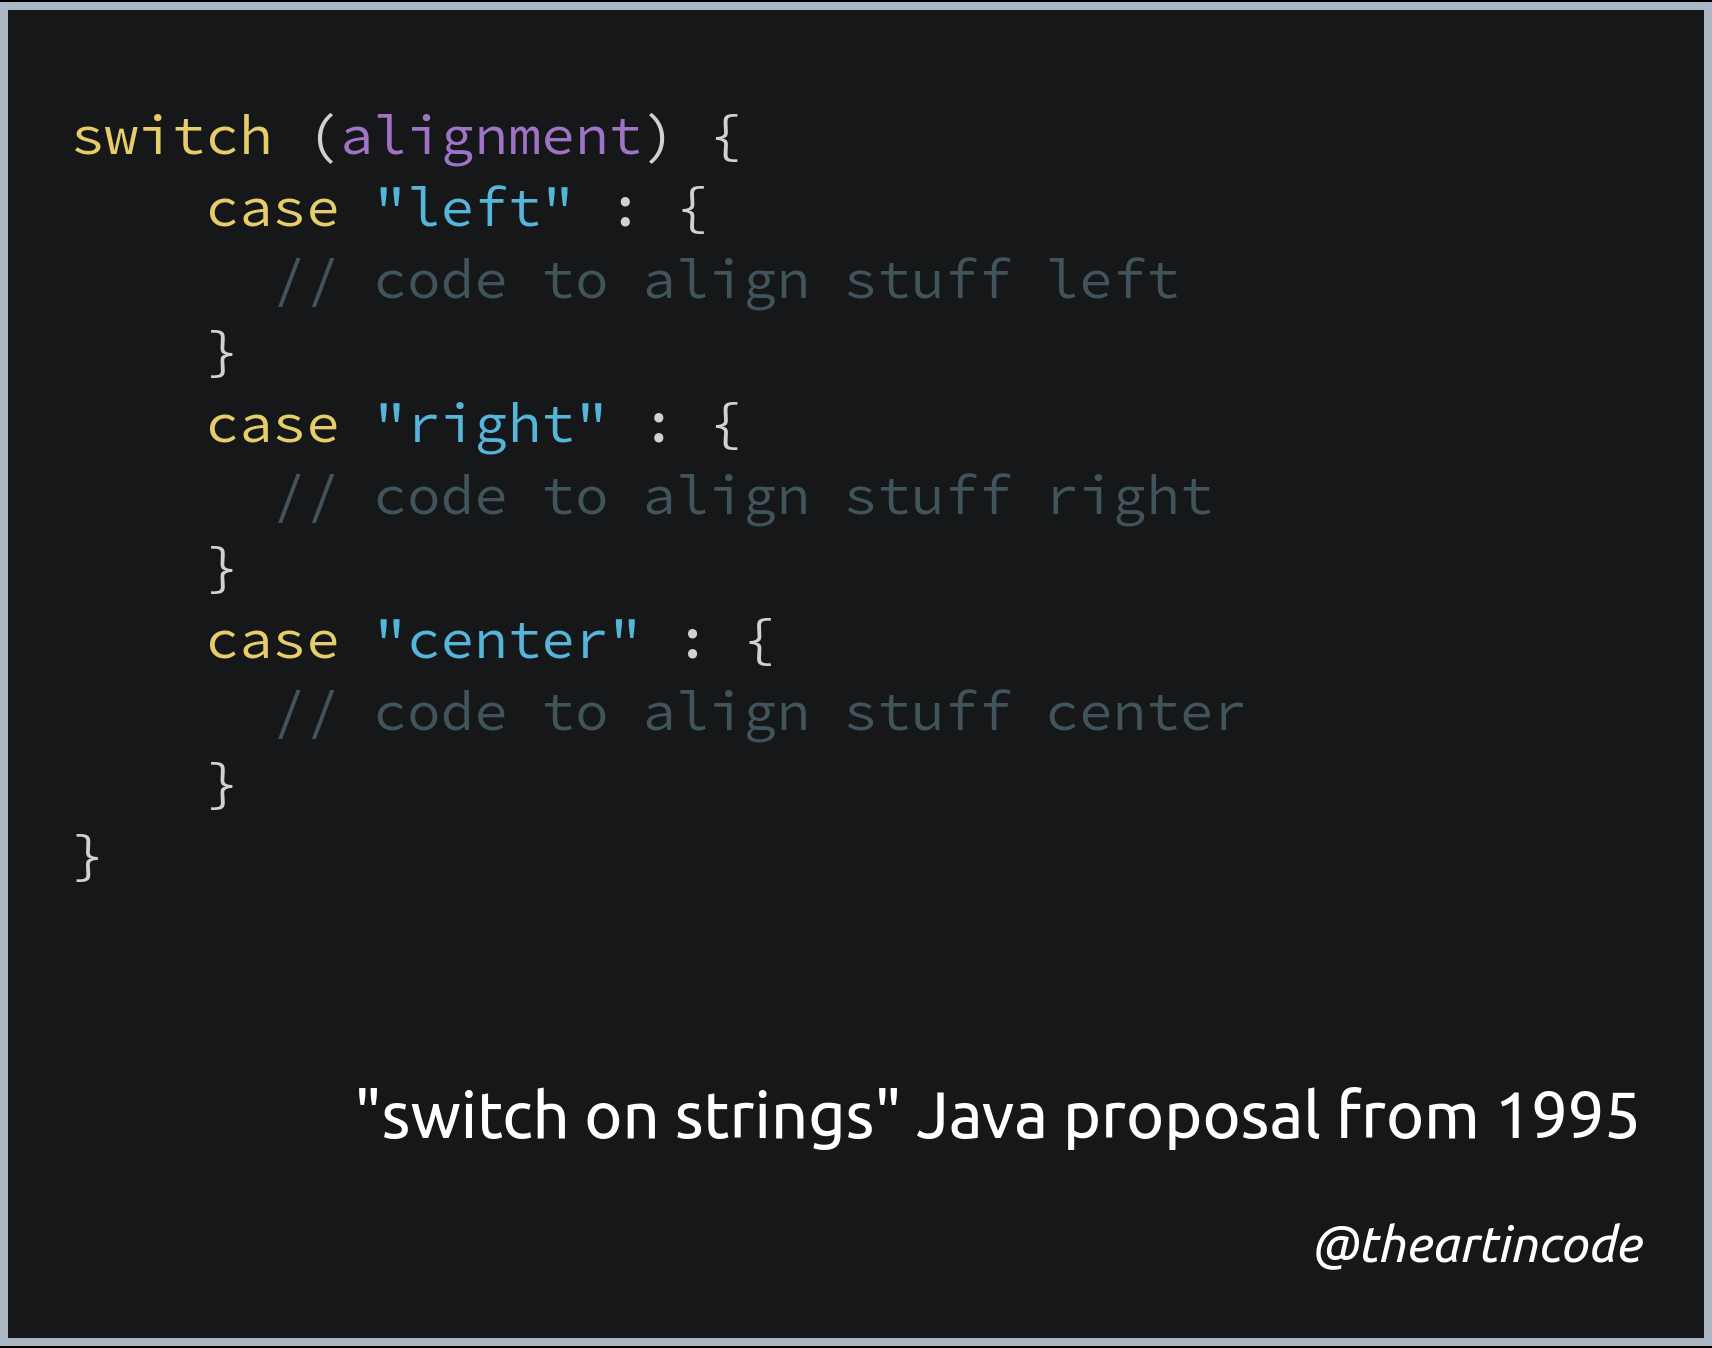 switch (alignment) {
    case "left" : {
      // code to align stuff left
    }
    case "right" : {
      // code to align stuff right
    }
    case "center" : {
      // code to align stuff center
    }
}
"switch on strings" Java proposal from 1995
@theartincode